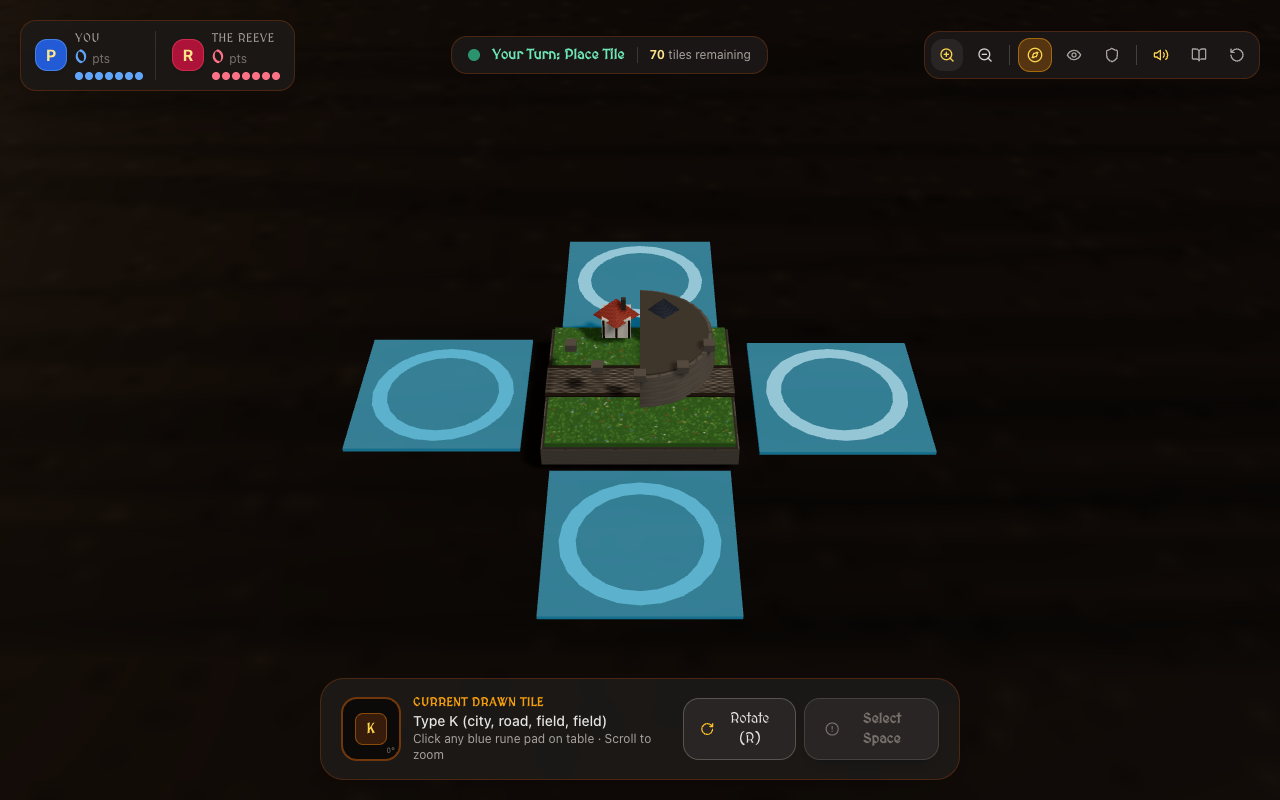 P
YOU
0 pts
R
THE REEVE
0 pts
Your Turn: Place Tile
70 tiles remaining
K
0°
CURRENT DRAWN TILE
Type K (city, road, field, field)
Click any blue rune pad on table · Scroll to
zoom
Rotate
(R)
Select
Space